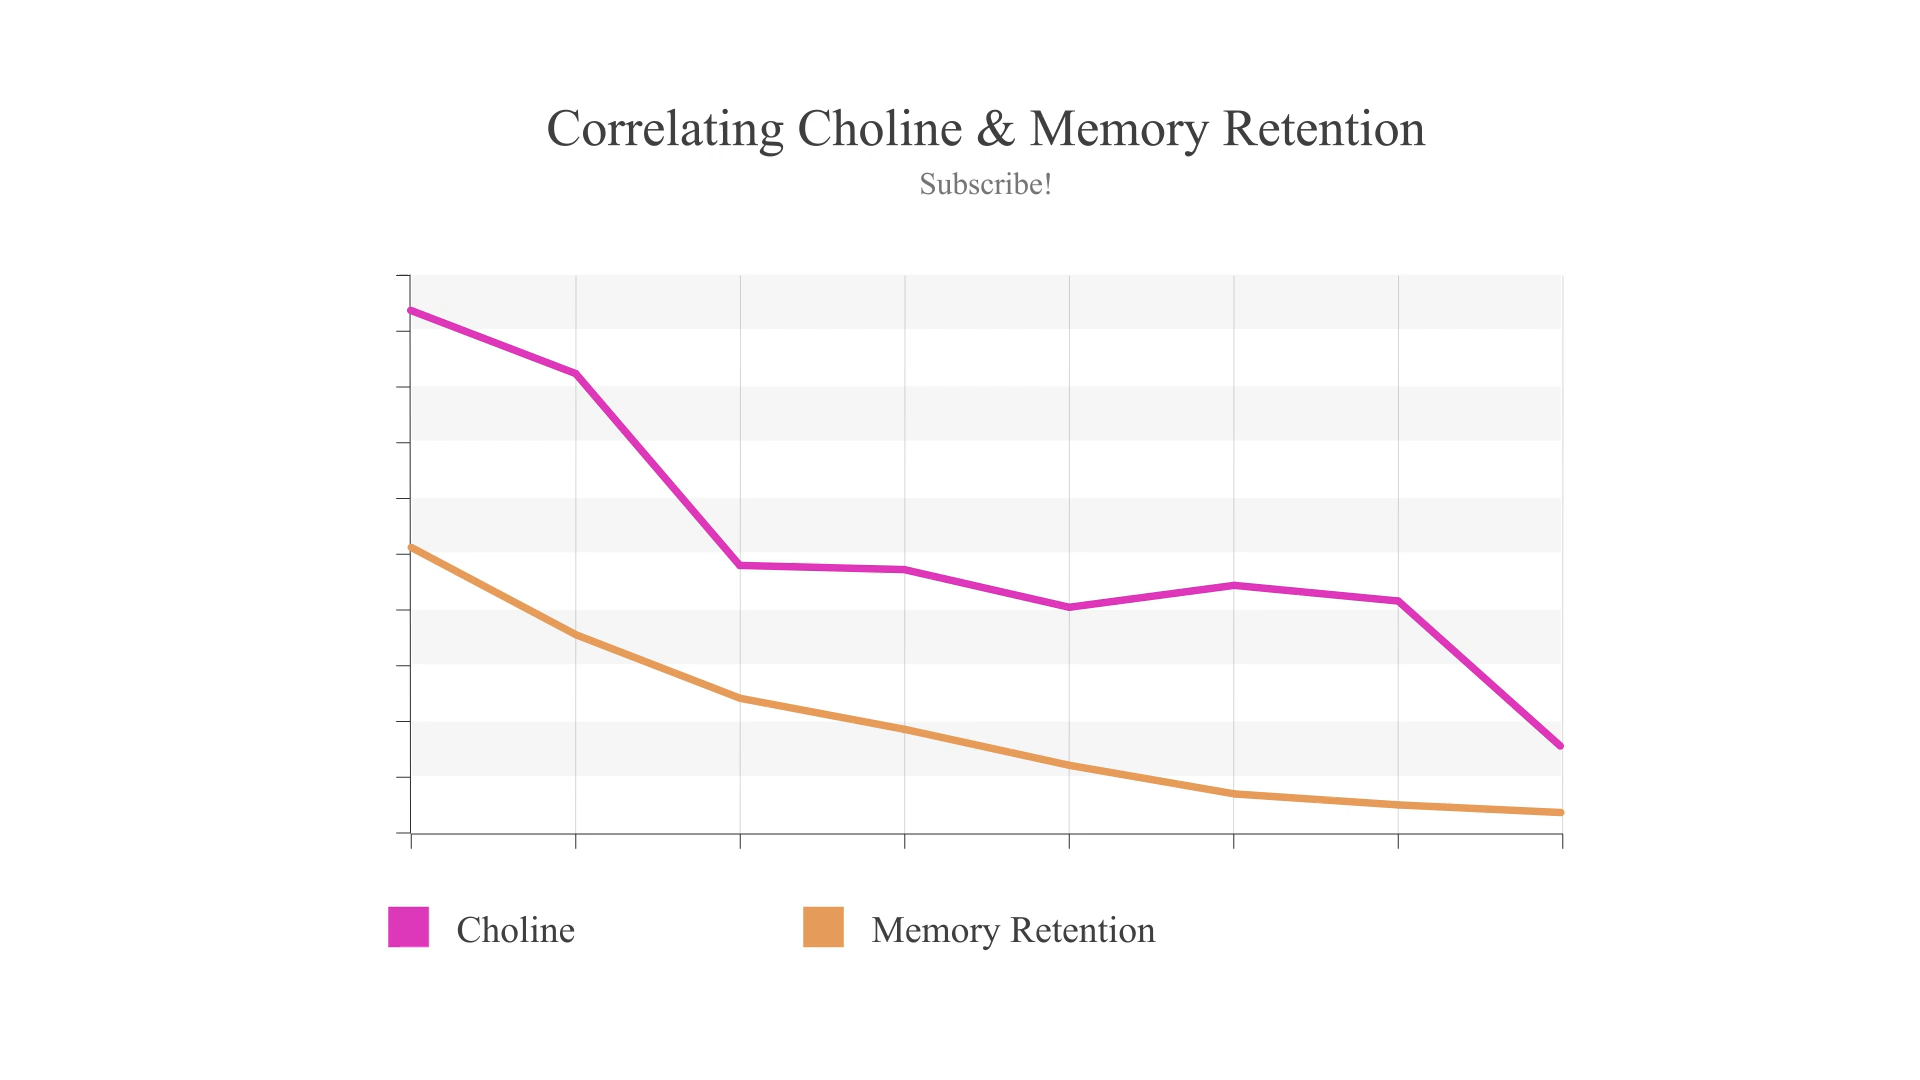 Correlating Choline & Memory Retention
Subscribe!
Choline
Memory Retention